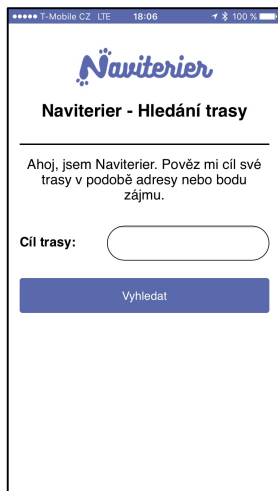 T-Mobile CZ LTE 18:06 100 %
Naviterier
Naviterier - Hledání trasy
Ahoj, jsem Naviterier. Pověz mi cíl své
trasy v podobě adresy nebo bodu
zájmu.
Cíl trasy:
Vyhledat